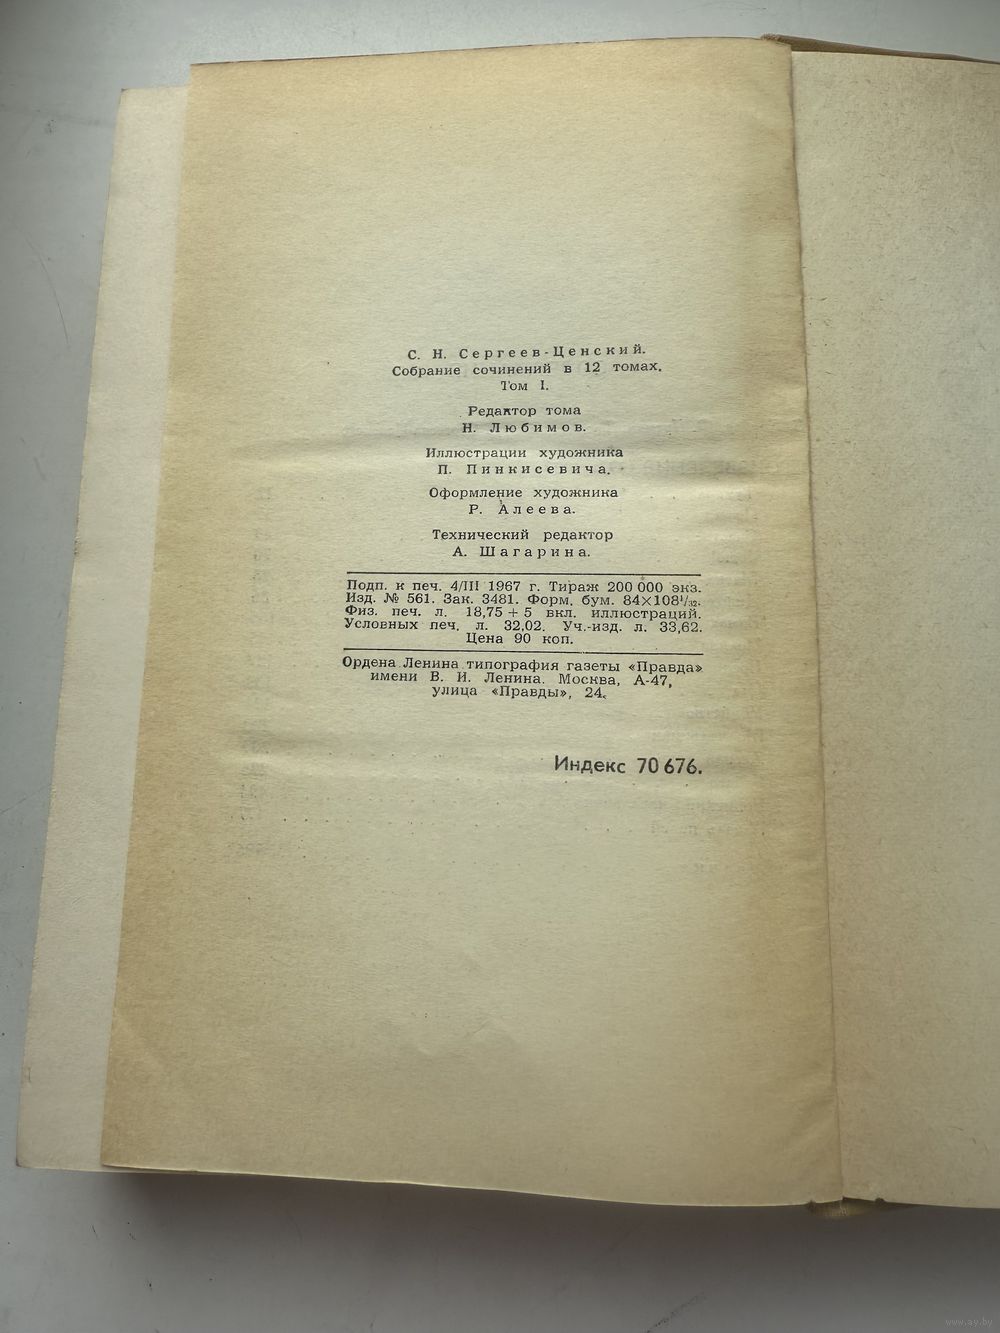 С. Н. Сергеев-Ценский.
Собрание сочинений в 12 томах.
Том I.
Редактор тома
Н. Любимов.
Иллюстрации художника
П. Пинкисевича.
Оформление художника
Р. Алеева.
Технический редактор
А. Шагарина.
Подп. к печ. 4/III 1967 г. Тираж 200 000 экз.
Изд. № 561. Зак. 3481. Форм. бум. 84×108¹/₃₂.
Физ. печ. л. 18,75 + 5 вкл. иллюстраций.
Условных печ. л. 32,02. Уч.-изд. л. 33,62.
Цена 90 коп.
Ордена Ленина типография газеты «Правда»
имени В. И. Ленина. Москва, А-47,
улица «Правды», 24.
Индекс 70 676.
www.ay.by